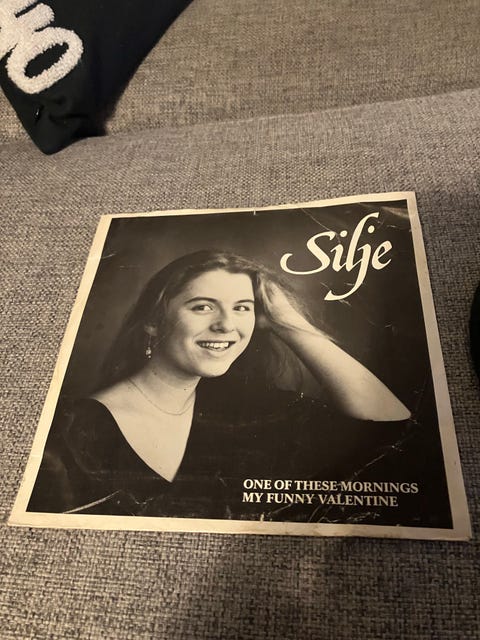 Silje
ONE OF THESE MORNINGS
MY FUNNY VALENTINE